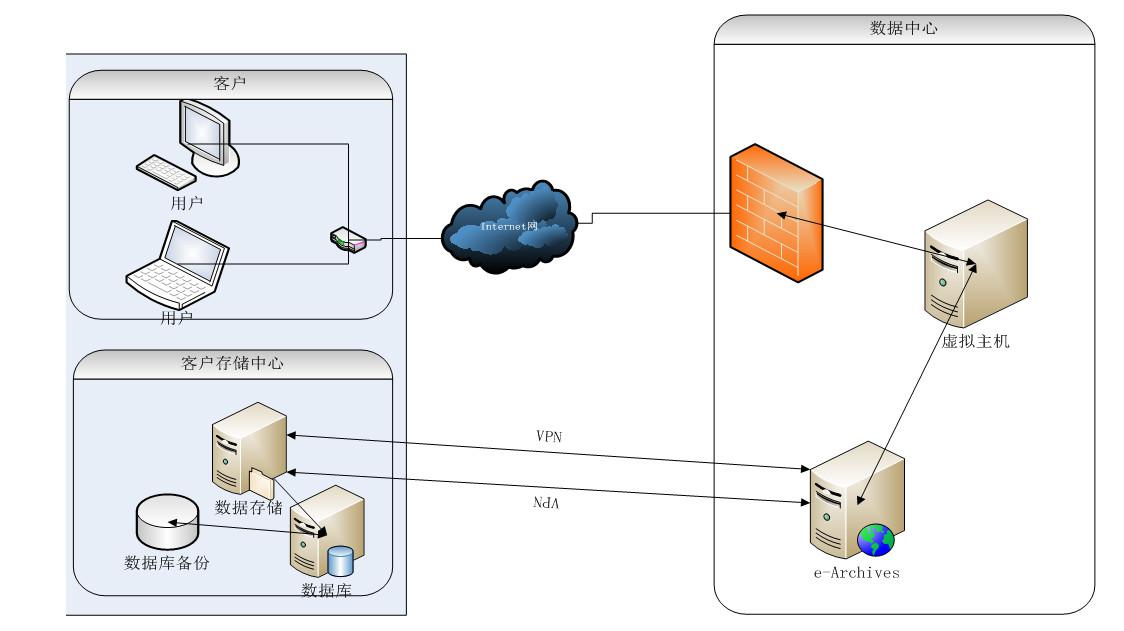 数据中心
客户
用户
用户
Internet网
虚拟主机
客户存储中心
VPN
VPN
数据存储
数据库备份
数据库
e-Archives